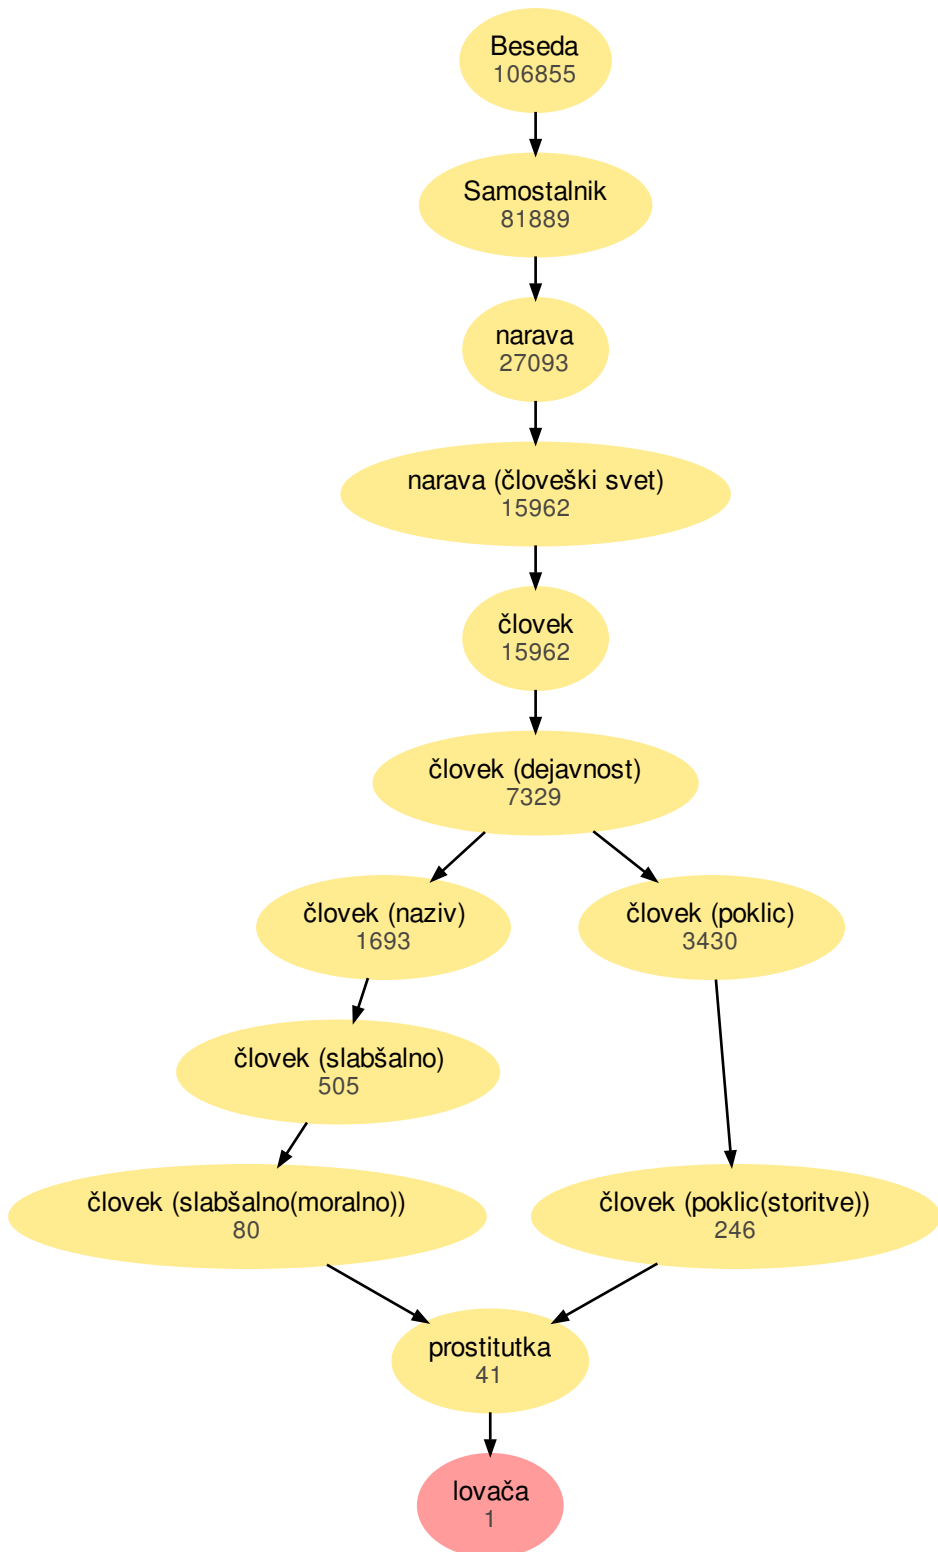 Beseda
106855
Samostalnik
81889
narava
27093
narava (človeški svet)
15962
človek
15962
človek (dejavnost)
7329
človek (naziv)
1693
človek (poklic)
3430
človek (slabšalno)
505
človek (slabšalno(moralno))
80
človek (poklic(storitve))
246
prostitutka
41
lovača
1